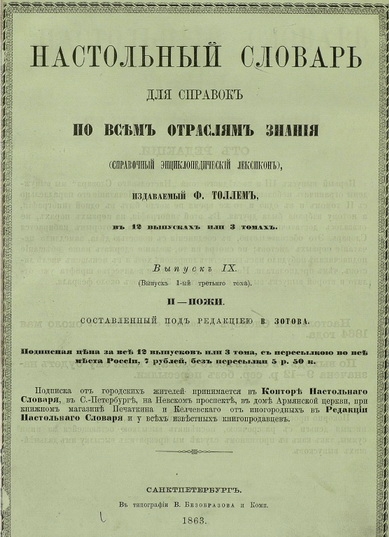 НАСТОЛЬНЫЙ СЛОВАРЬ
ДЛЯ СПРАВОКЪ
ПО ВСѢМЪ ОТРАСЛЯМЪ ЗНАНІЯ
(СПРАВОЧНЫЙ ЭНЦИКЛОПЕДИЧЕСКІЙ ЛЕКСИКОНЪ),
ИЗДАВАЕМЫЙ Ф. ТОЛЛЕМЪ,
въ 12 выпускахъ или 3 томахъ.
Выпускъ IX.
(Выпускъ 1-ый третьяго тома).
П—НОЖИ.
СОСТАВЛЕННЫЙ ПОДЪ РЕДАКЦІЕЮ В. ЗОТОВА.
Подписная цѣна за всѣ 12 выпусковъ или 3 тома, съ пересылкою во всѣ
мѣста Россіи, 7 рублей, безъ пересылки 5 р. 50 к.
Подписка отъ городскихъ жителей принимается въ Конторѣ Настольнаго
Словаря, въ С.-Петербургѣ, на Невскомъ проспектѣ, въ домѣ Армянской церкви, при
книжномъ магазинѣ Печаткина и Келчевскаго отъ иногородныхъ въ Редакціи
Настольнаго Словаря и у всѣхъ извѣстныхъ книгопродавцевъ.
САНКТПЕТЕРБУРГЪ.
Въ типографіи В. Безобразова и Комп.
1863.